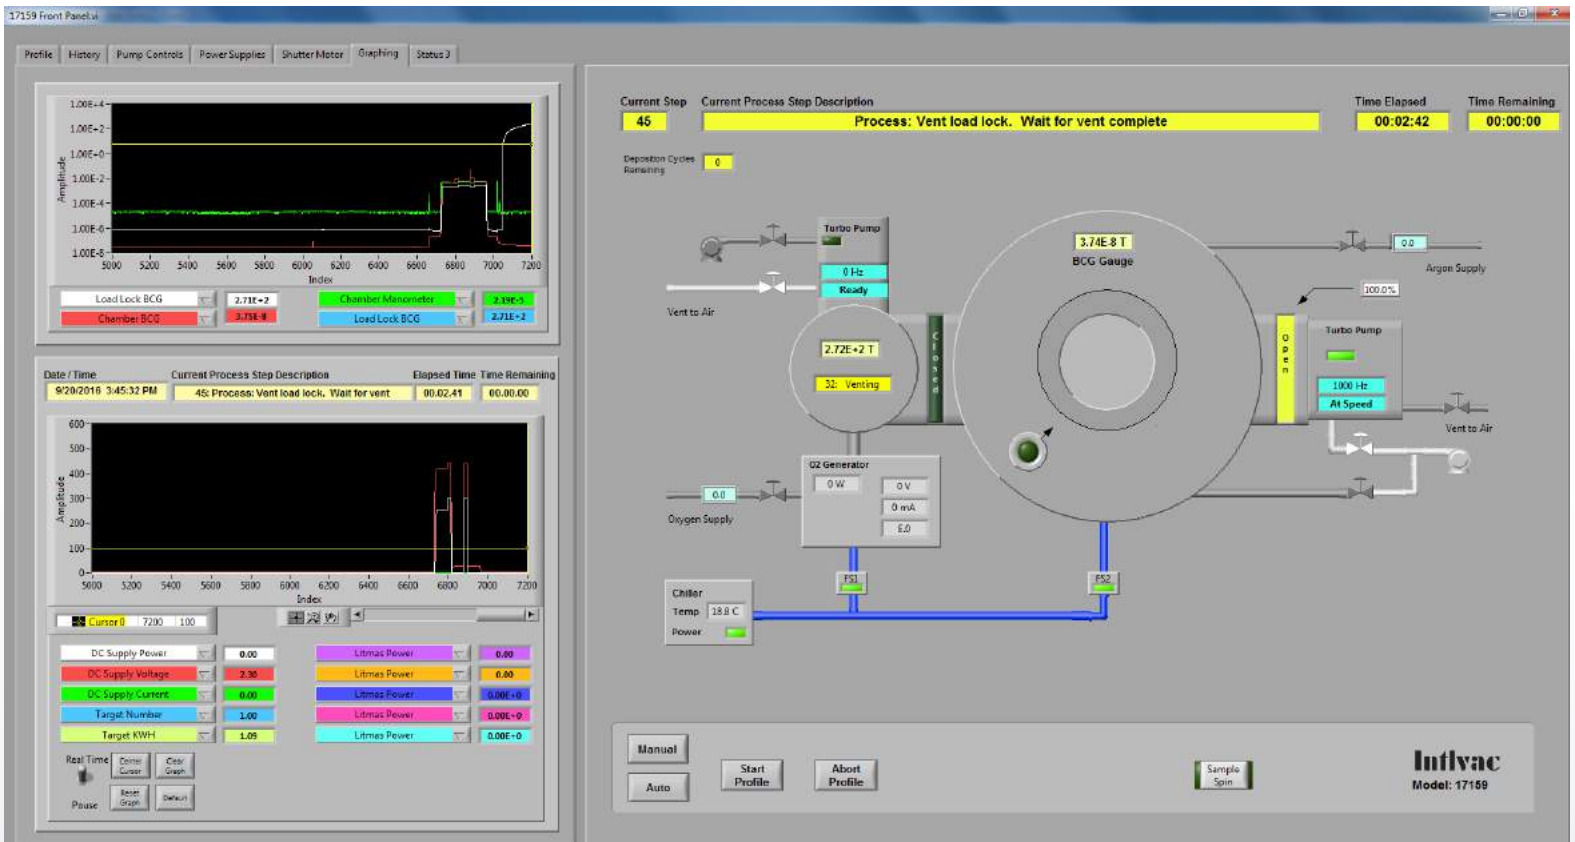 17159 Front Panel.vi
Profile History Pump Controls Power Supplies Shutter Motor Graphing Status 3
1.00E+4
1.00E+2
1.00E+0
1.00E-2
1.00E-4
1.00E-6
1.00E-8
Amplitude
5000 5200 5400 5600 5800 6000 6200 6400 6600 6800 7000 7200
Index
Load Lock BCG 2.71E+2 Chamber Manometer 2.19E-5
Chamber BCG 3.75E-8 Load Lock BCG 2.71E+2
Date / Time Current Process Step Description Elapsed Time Time Remaining
9/20/2016 3:45:32 PM 45: Process: Vent load lock. Wait for vent 00.02.41 00.00.00
600
500
400
300
200
100
0
Amplitude
5000 5200 5400 5600 5800 6000 6200 6400 6600 6800 7000 7200
Index
Cursor 0 7200 100
DC Supply Power 0.00 Litmas Power 0.00
DC Supply Voltage 2.30 Litmas Power 0.00
DC Supply Current 0.00 Litmas Power 0.00E+0
Target Number 1.00 Litmas Power 0.00E+0
Target KWH 1.09 Litmas Power 0.00E+0
Real Time Center Cursor Clear Graph
Pause Reset Graph Default
Current Step Current Process Step Description Time Elapsed Time Remaining
45 Process: Vent load lock. Wait for vent complete 00:02:42 00:00:00
Deposition Cycles
Remaining
0
Turbo Pump
0 Hz
Ready
Vent to Air
3.74E-8 T
BCG Gauge
0.0
Argon Supply
100.0%
2.72E+2 T
32: Venting
Closed
Open
Turbo Pump
1000 Hz
At Speed
Vent to Air
O2 Generator
0 W 0 V
0 mA
E.0
0.0
Oxygen Supply
FS1
FS2
Chiller
Temp 18.8 C
Power
Manual
Auto
Start
Profile
Abort
Profile
Sample
Spin
Intlvac
Model: 17159